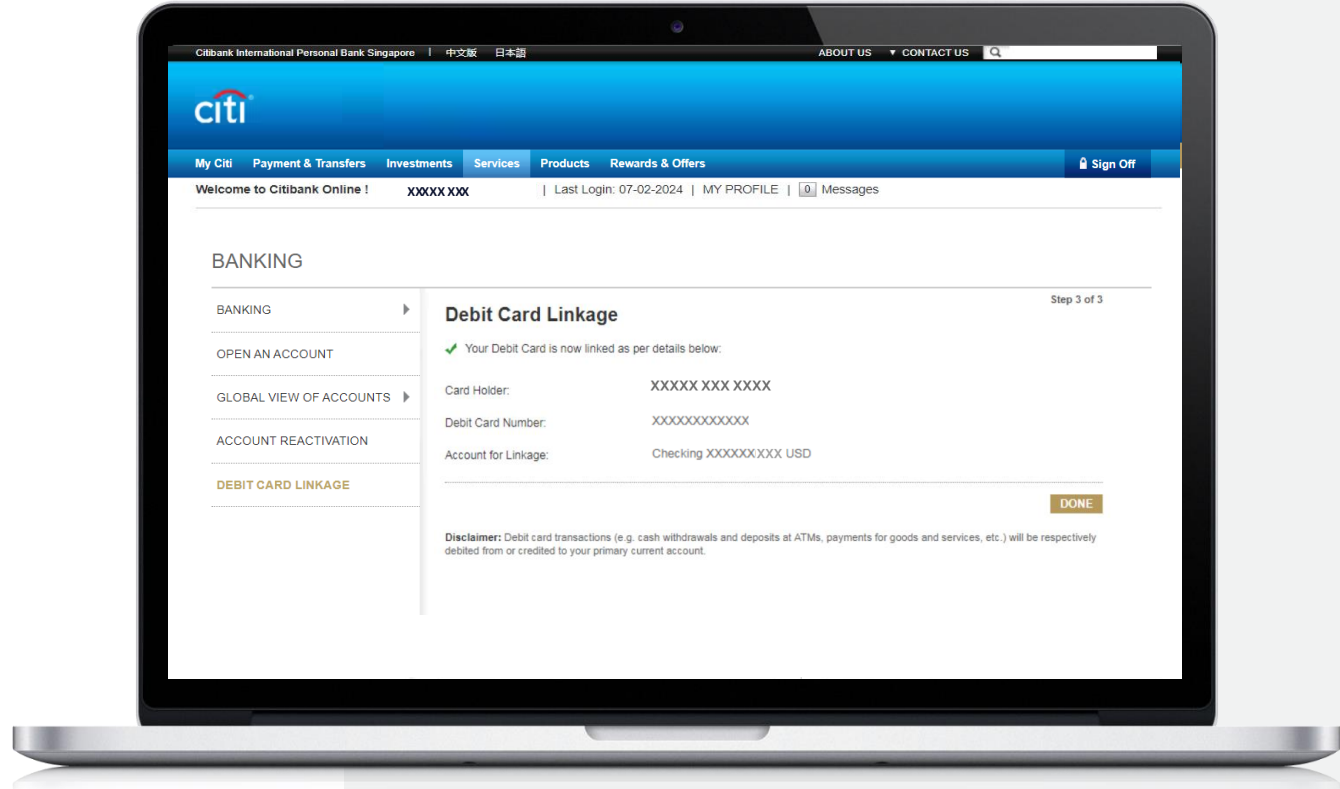 Citibank International Personal Bank Singapore | 中文版 日本語 ABOUT US ▼ CONTACT US
citi®
My Citi Payment & Transfers Investments Services Products Rewards & Offers Sign Off
Welcome to Citibank Online ! XXXXX XXX | Last Login: 07-02-2024 | MY PROFILE | 0 Messages
BANKING
BANKING
OPEN AN ACCOUNT
GLOBAL VIEW OF ACCOUNTS
ACCOUNT REACTIVATION
DEBIT CARD LINKAGE
Step 3 of 3
Debit Card Linkage
Your Debit Card is now linked as per details below:
Card Holder: XXXXX XXX XXXX
Debit Card Number: XXXXXXXXXXXX
Account for Linkage: Checking XXXXXXXXX USD
DONE
Disclaimer: Debit card transactions (e.g. cash withdrawals and deposits at ATMs, payments for goods and services, etc.) will be respectively
debited from or credited to your primary current account.